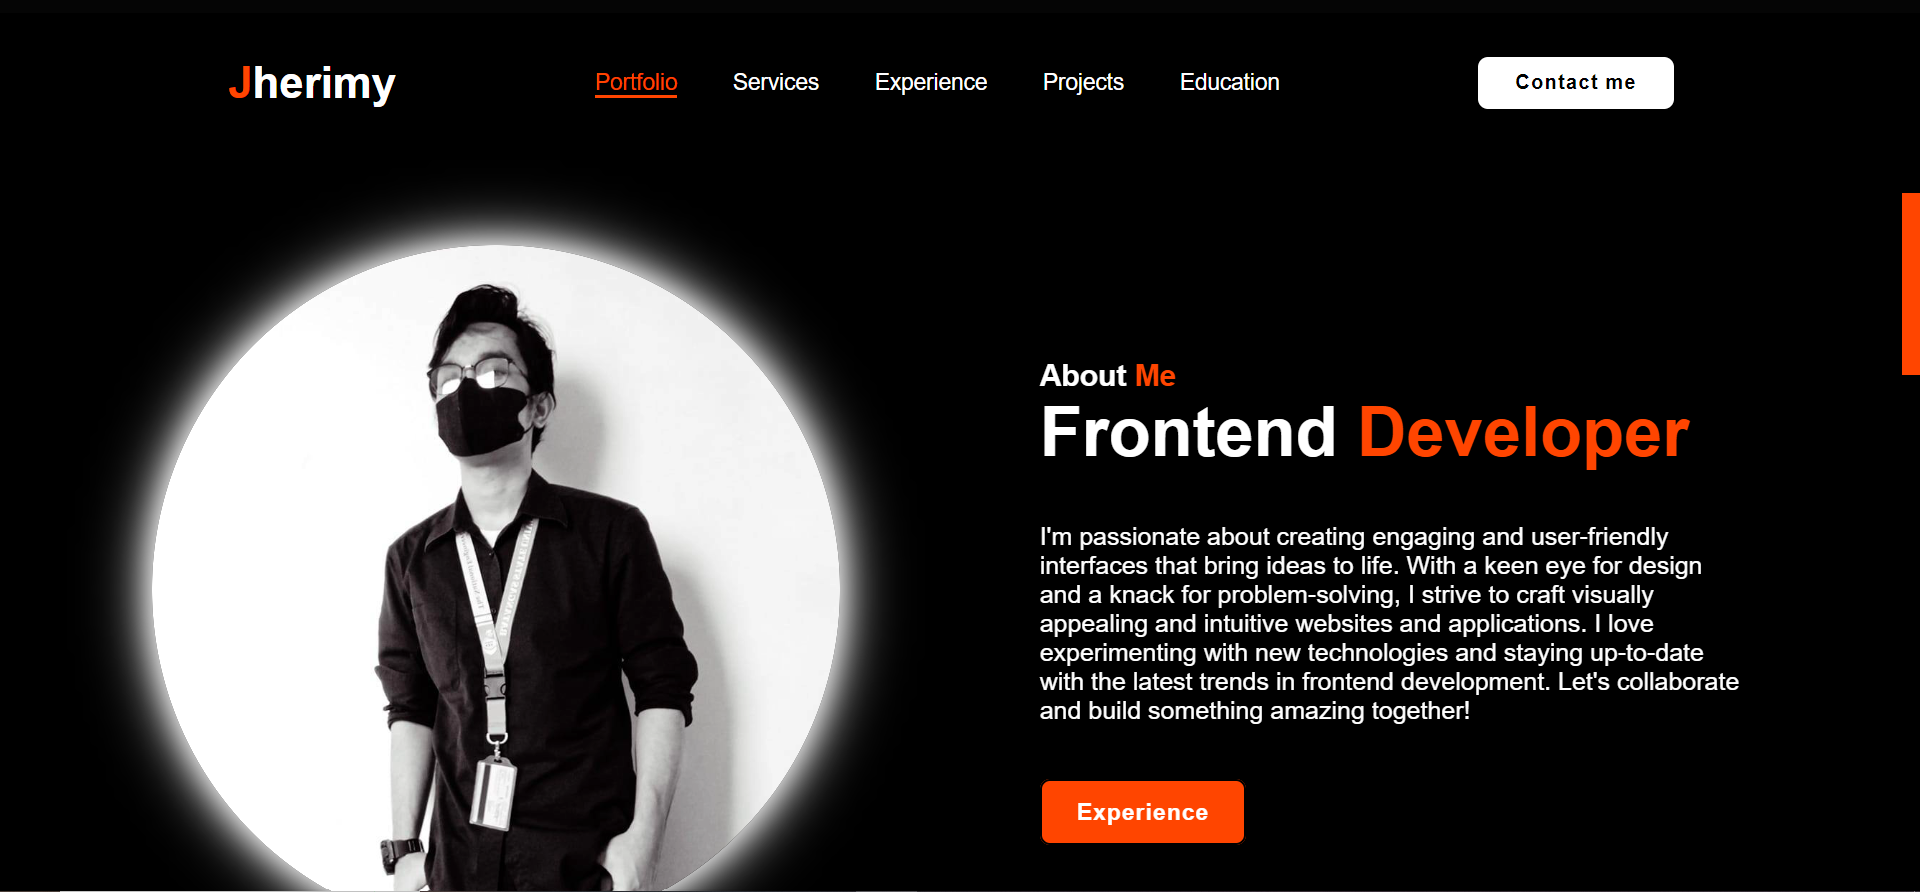 Jherimy
Portfolio
Services
Experience
Projects
Education
Contact me
About Me
Frontend Developer
I'm passionate about creating engaging and user-friendly
interfaces that bring ideas to life. With a keen eye for design
and a knack for problem-solving, I strive to craft visually
appealing and intuitive websites and applications. I love
experimenting with new technologies and staying up-to-date
with the latest trends in frontend development. Let's collaborate
and build something amazing together!
Experience